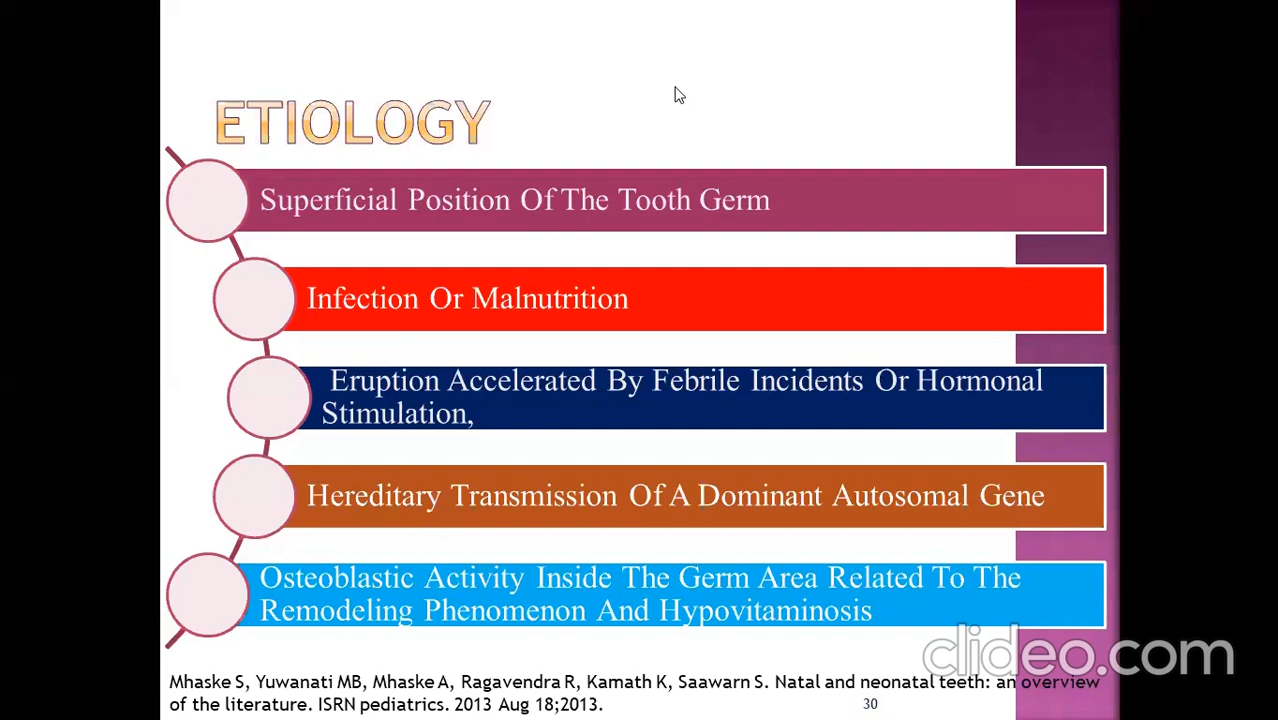 ETIOLOGY
Superficial Position Of The Tooth Germ
Infection Or Malnutrition
Eruption Accelerated By Febrile Incidents Or Hormonal
Stimulation,
Hereditary Transmission Of A Dominant Autosomal Gene
Osteoblastic Activity Inside The Germ Area Related To The
Remodeling Phenomenon And Hypovitaminosis
clideo.com
Mhaske S, Yuwanati MB, Mhaske A, Ragavendra R, Kamath K, Saawarn S. Natal and neonatal teeth: an overview
of the literature. ISRN pediatrics. 2013 Aug 18;2013.
30